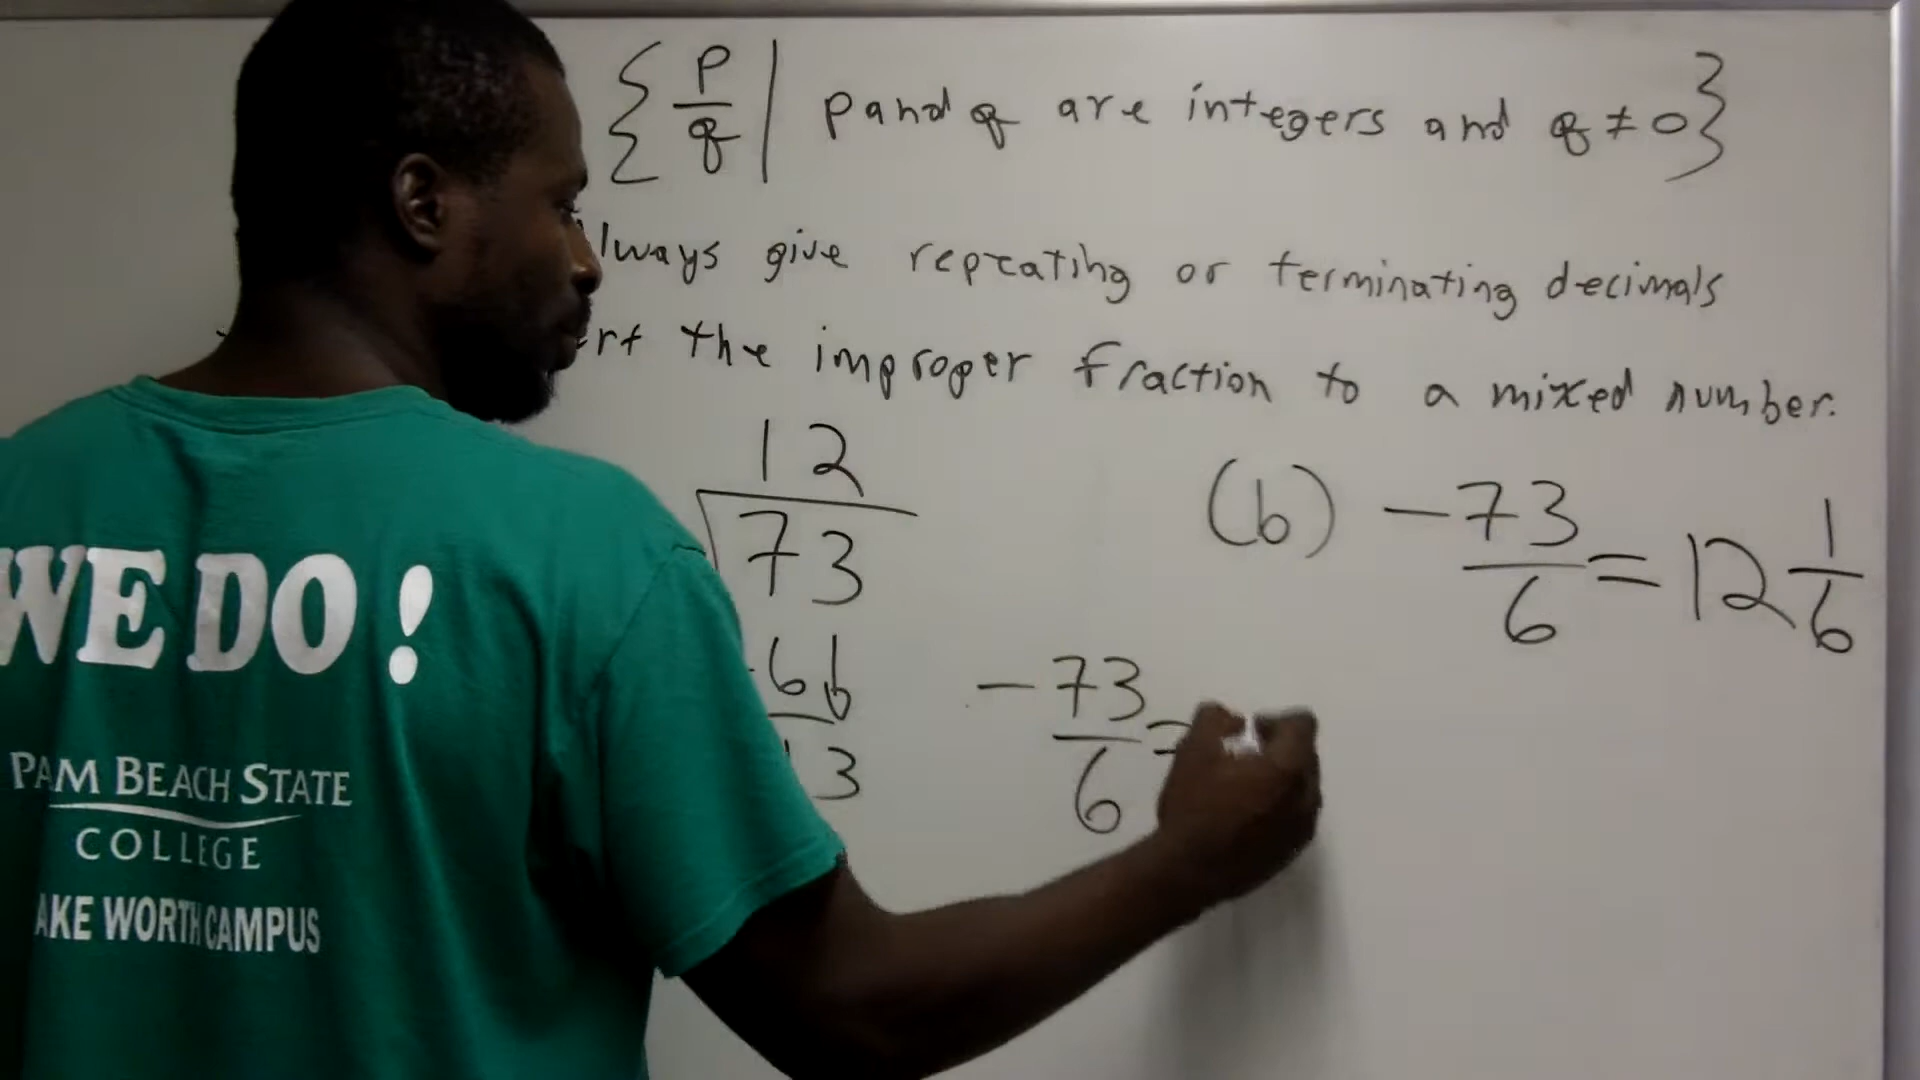 {p/q | p and q are integers and q ≠ 0}
lways give repeating or terminating decimals
rt the improper fraction to a mixed number.
12
73
66
3
(b) -73/6 = 12 1/6
-73/6 =
WE DO!
PAM BEACH STATE
COLLEGE
AKE WORTH CAMPUS